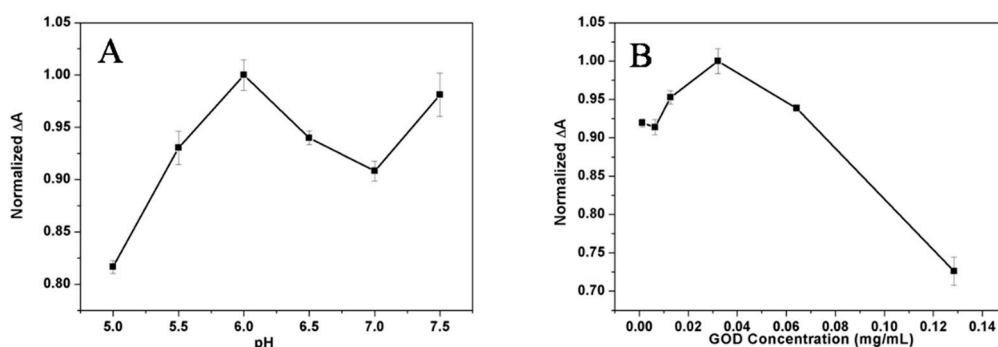 A
Normalized ΔA
1.05
1.00
0.95
0.90
0.85
0.80
5.0 5.5 6.0 6.5 7.0 7.5
pH
B
Normalized ΔA
1.05
1.00
0.95
0.90
0.85
0.80
0.75
0.70
0.00 0.02 0.04 0.06 0.08 0.10 0.12 0.14
GOD Concentration (mg/mL)